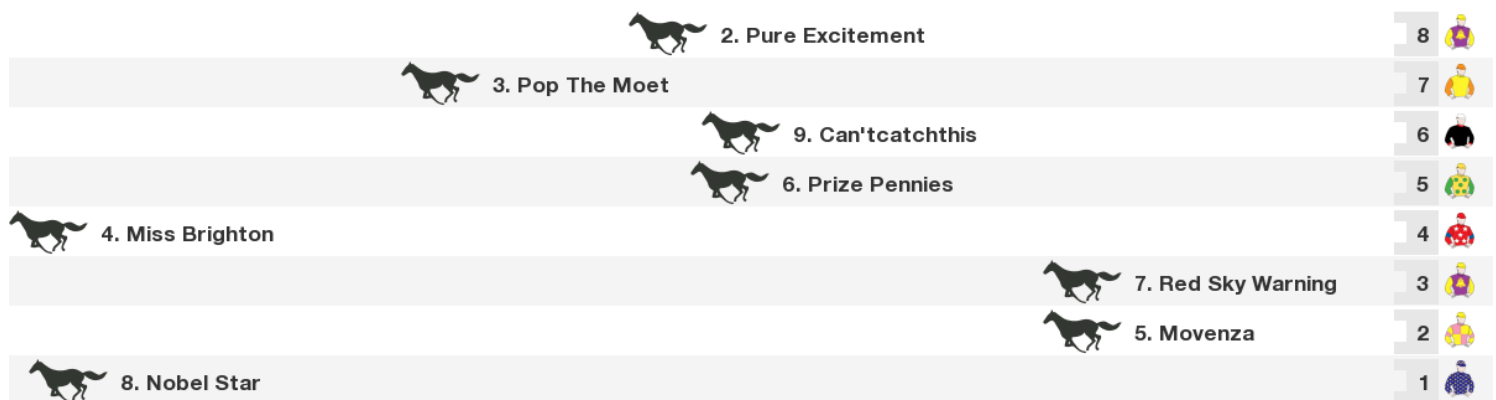 2. Pure Excitement 8
3. Pop The Moet 7
9. Can'tcatchthis 6
6. Prize Pennies 5
4. Miss Brighton 4
7. Red Sky Warning 3
5. Movenza 2
8. Nobel Star 1